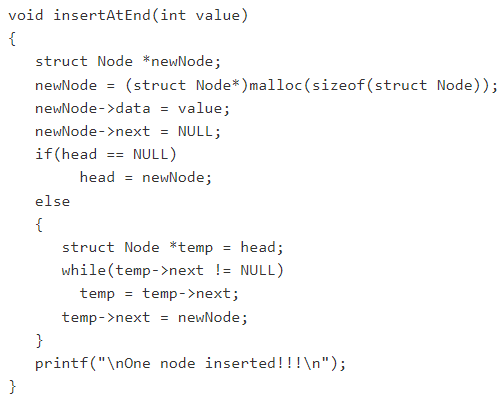 void insertAtEnd(int value)
{
   struct Node *newNode;
   newNode = (struct Node*)malloc(sizeof(struct Node));
   newNode->data = value;
   newNode->next = NULL;
   if(head == NULL)
        head = newNode;
   else
   {
      struct Node *temp = head;
      while(temp->next != NULL)
        temp = temp->next;
      temp->next = newNode;
   }
   printf("\nOne node inserted!!!\n");
}